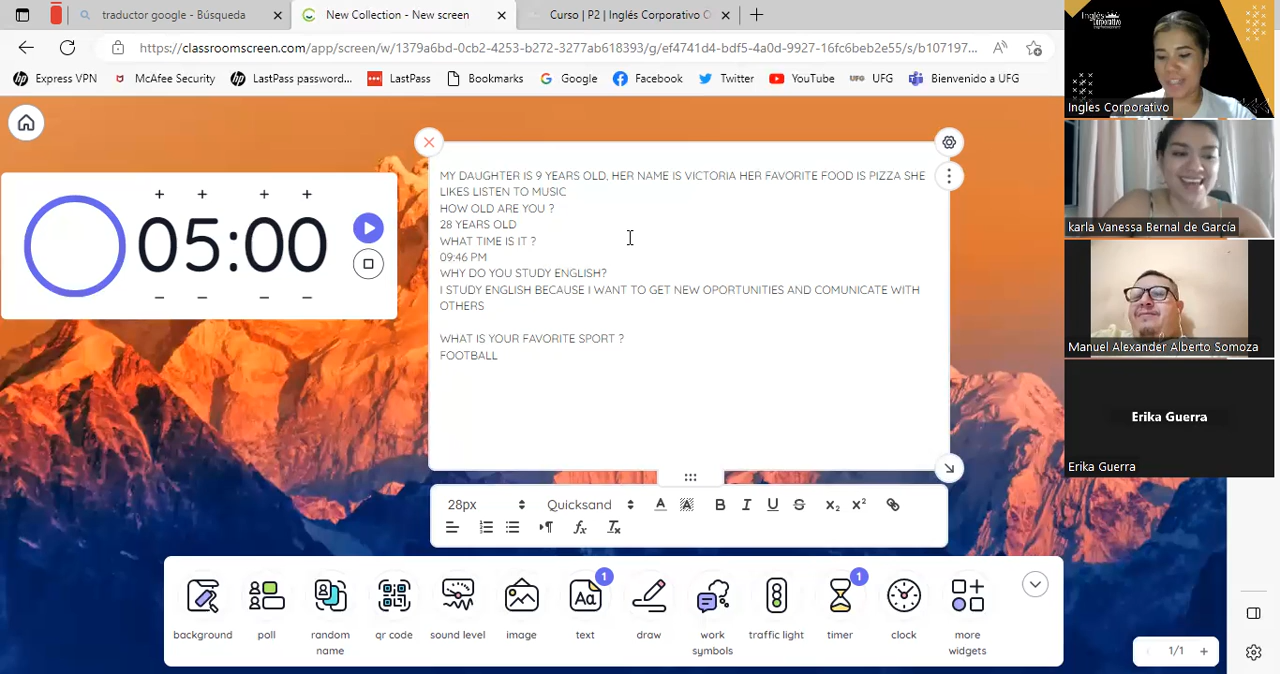 traductor google - Búsqueda
New Collection - New screen
Curso | P2 | Inglés Corporativo
https://classroomscreen.com/app/screen/w/1379a6bd-0cb2-4253-b272-3277ab618393/g/ef4741d4-bdf5-4a0d-9927-16fc6beb2e55/s/b107197...
Express VPN
McAfee Security
LastPass password...
LastPass
Bookmarks
Google
Facebook
Twitter
YouTube
UFG
Bienvenido a UFG
05:00
MY DAUGHTER IS 9 YEARS OLD, HER NAME IS VICTORIA HER FAVORITE FOOD IS PIZZA SHE
LIKES LISTEN TO MUSIC
HOW OLD ARE YOU ?
28 YEARS OLD
WHAT TIME IS IT ?
09:46 PM
WHY DO YOU STUDY ENGLISH?
I STUDY ENGLISH BECAUSE I WANT TO GET NEW OPORTUNITIES AND COMUNICATE WITH
OTHERS
WHAT IS YOUR FAVORITE SPORT ?
FOOTBALL
28px
Quicksand
background
poll
random
name
qr code
sound level
image
text
1
draw
work
symbols
traffic light
timer
1
clock
more
widgets
1/1
Inglés
Corporativo
Ingles Corporativo
karla Vanessa Bernal de García
Manuel Alexander Alberto Somoza
Erika Guerra
Erika Guerra